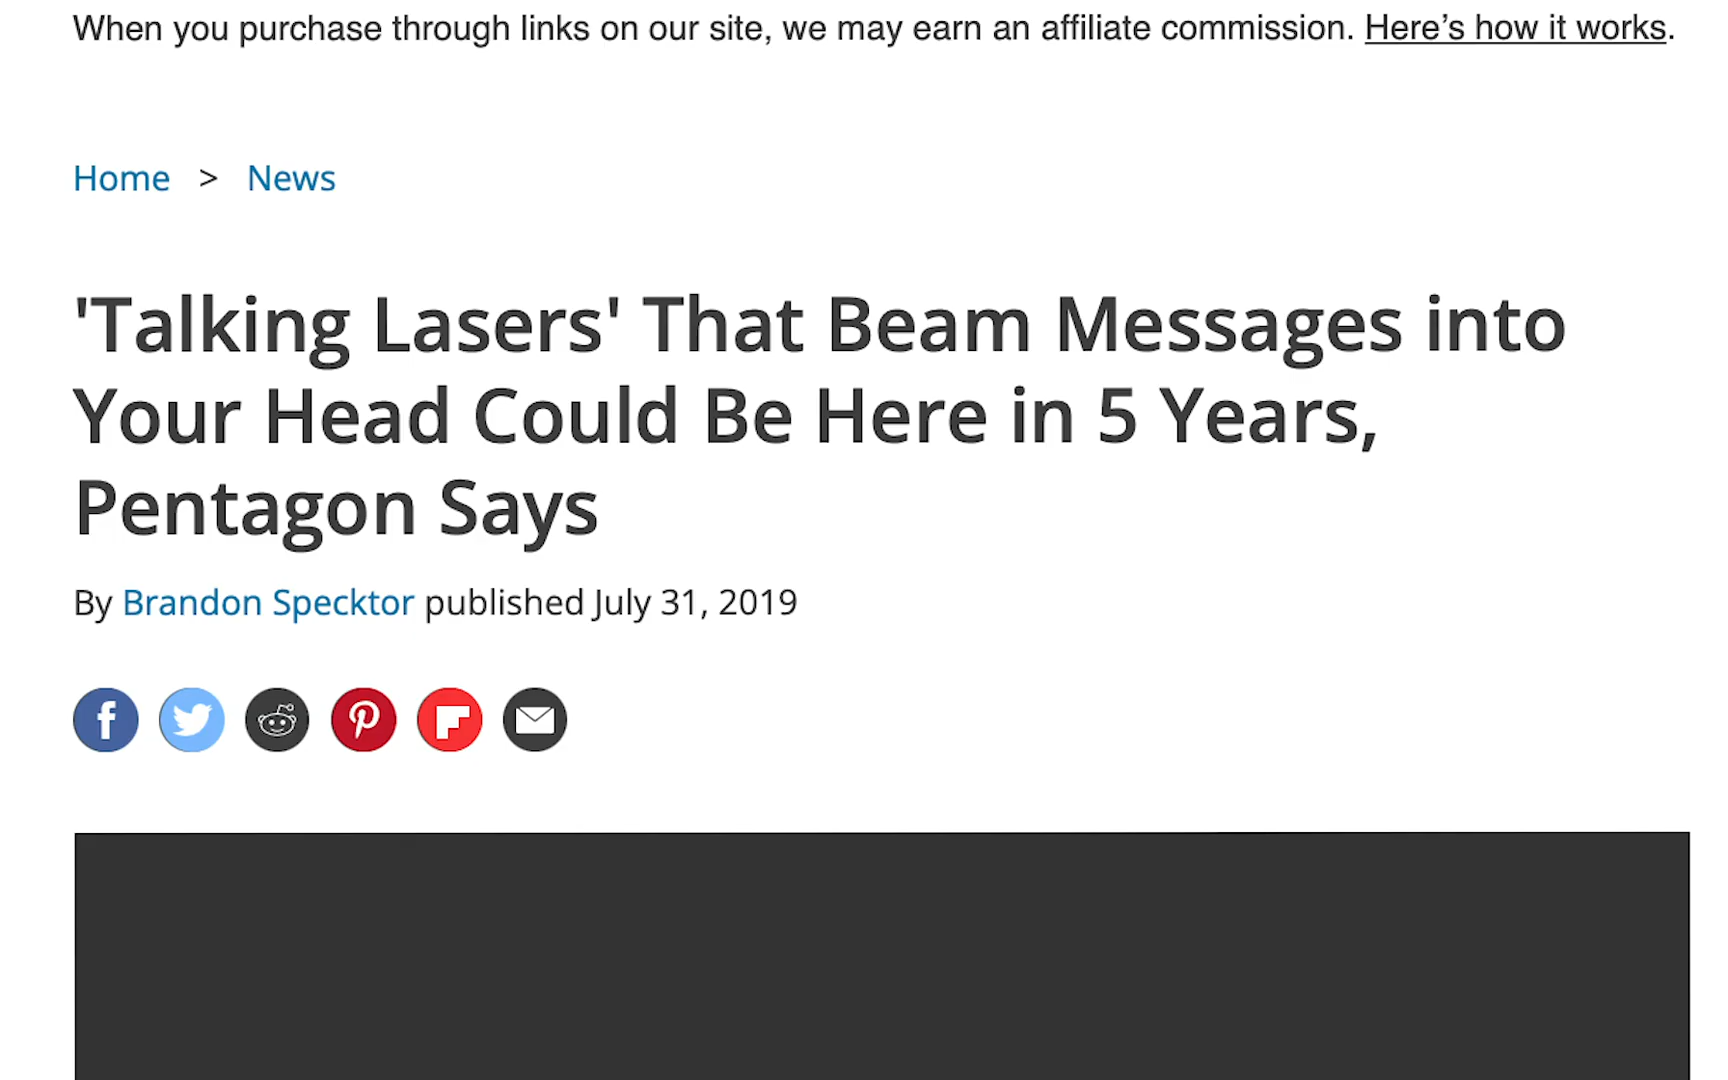 When you purchase through links on our site, we may earn an affiliate commission. Here’s how it works.
Home > News
'Talking Lasers' That Beam Messages into
Your Head Could Be Here in 5 Years,
Pentagon Says
By Brandon Specktor published July 31, 2019